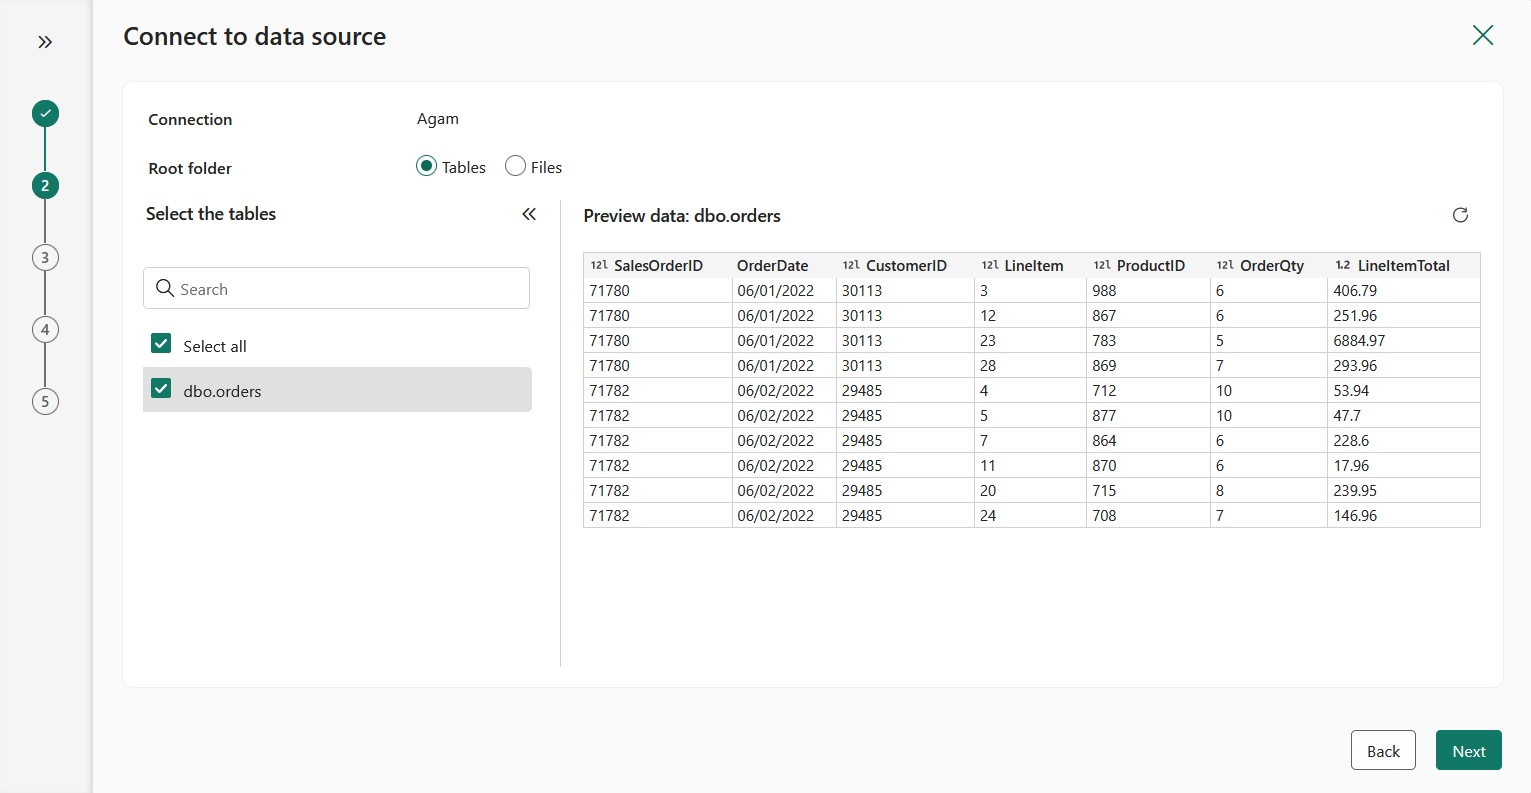 Connect to data source
2
3
4
5
Connection Agam
Root folder Tables Files
Select the tables
Search
Select all
dbo.orders
Preview data: dbo.orders
12l SalesOrderID OrderDate 12l CustomerID 12l LineItem 12l ProductID 12l OrderQty 1.2 LineItemTotal
71780 06/01/2022 30113 3 988 6 406.79
71780 06/01/2022 30113 12 867 6 251.96
71780 06/01/2022 30113 23 783 5 6884.97
71780 06/01/2022 30113 28 869 7 293.96
71782 06/02/2022 29485 4 712 10 53.94
71782 06/02/2022 29485 5 877 10 47.7
71782 06/02/2022 29485 7 864 6 228.6
71782 06/02/2022 29485 11 870 6 17.96
71782 06/02/2022 29485 20 715 8 239.95
71782 06/02/2022 29485 24 708 7 146.96
Back Next